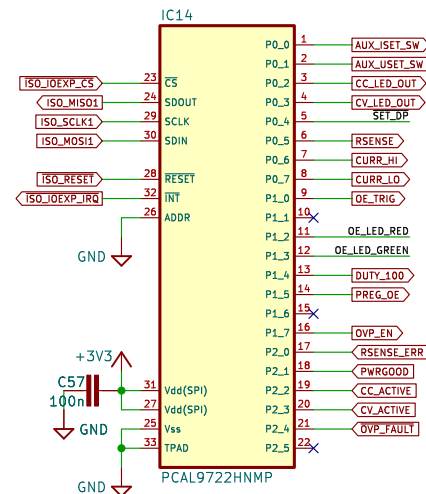 IC14
P0_0 1 AUX_ISET_SW
P0_1 2 AUX_USET_SW
ISO_IOEXP_CS 23 CS P0_2 3 CC_LED_OUT
ISO_MISO1 24 SDOUT P0_3 4 CV_LED_OUT
ISO_SCLK1 29 SCLK P0_4 5 SET_DP
ISO_MOSI1 30 SDIN P0_5 6 RSENSE
P0_6 7 CURR_HI
ISO_RESET 28 RESET P0_7 8 CURR_LO
ISO_IOEXP_IRQ 32 INT P1_0 9 OE_TRIG
26 ADDR P1_1 10
P1_2 11 OE_LED_RED
GND P1_3 12 OE_LED_GREEN
P1_4 13 DUTY_100
P1_5 14 PREG_OE
P1_6 15
P1_7 16 OVP_EN
+3V3 P2_0 17 RSENSE_ERR
P2_1 18 PWRGOOD
C57 31 Vdd(SPI) P2_2 19 CC_ACTIVE
100n 27 Vdd(SPI) P2_3 20 CV_ACTIVE
GND 25 Vss P2_4 21 OVP_FAULT
33 TPAD P2_5 22
PCAL9722HNMP
GND